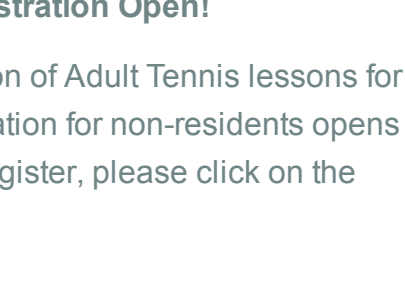 stration Open!
on of Adult Tennis lessons for
ation for non-residents opens
gister, please click on the